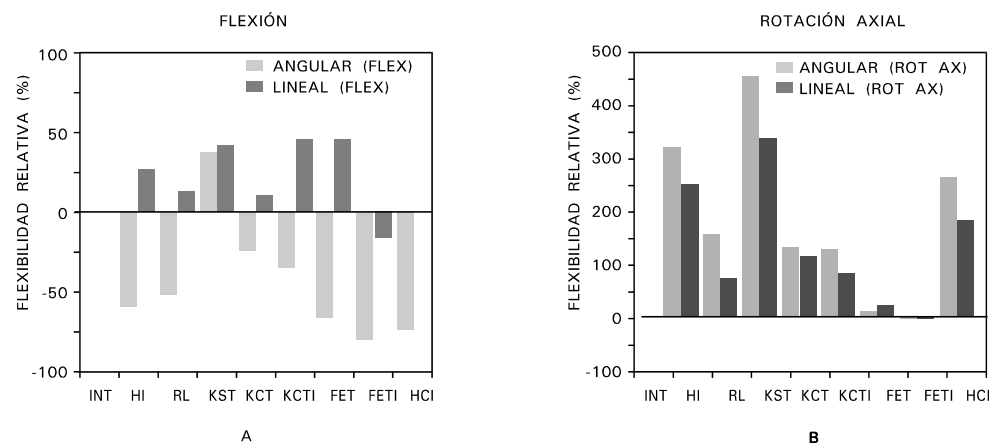 FLEXIÓN
FLEXIBILIDAD RELATIVA (%)
100
50
0
-50
-100
ANGULAR (FLEX)
LINEAL (FLEX)
INT HI RL KST KCT KCTI FET FETI HCI
A
ROTACIÓN AXIAL
FLEXIBILIDAD RELATIVA (%)
500
400
300
200
100
0
-100
ANGULAR (ROT AX)
LINEAL (ROT AX)
INT HI RL KST KCT KCTI FET FETI HCI
B